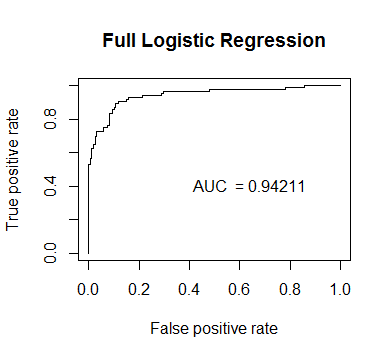 Full Logistic Regression
True positive rate
0.8
0.4
0.0
AUC = 0.94211
0.0 0.2 0.4 0.6 0.8 1.0
False positive rate